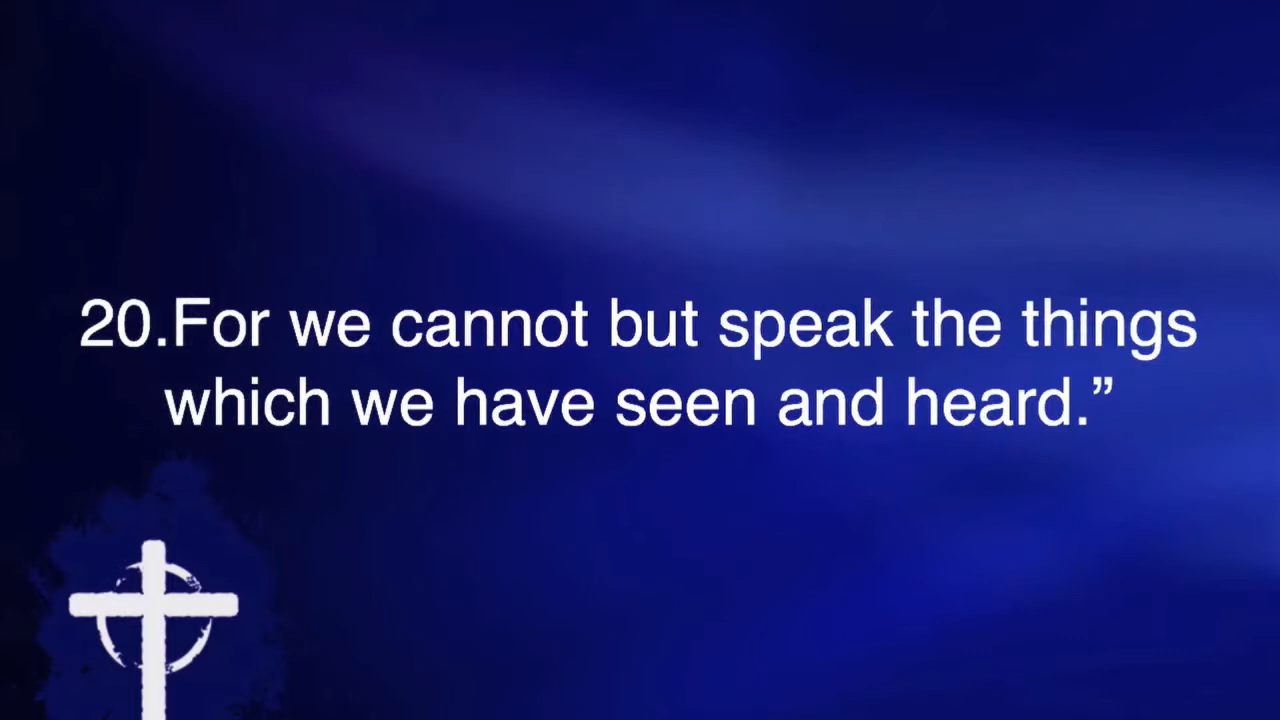 20.For we cannot but speak the things
which we have seen and heard.”